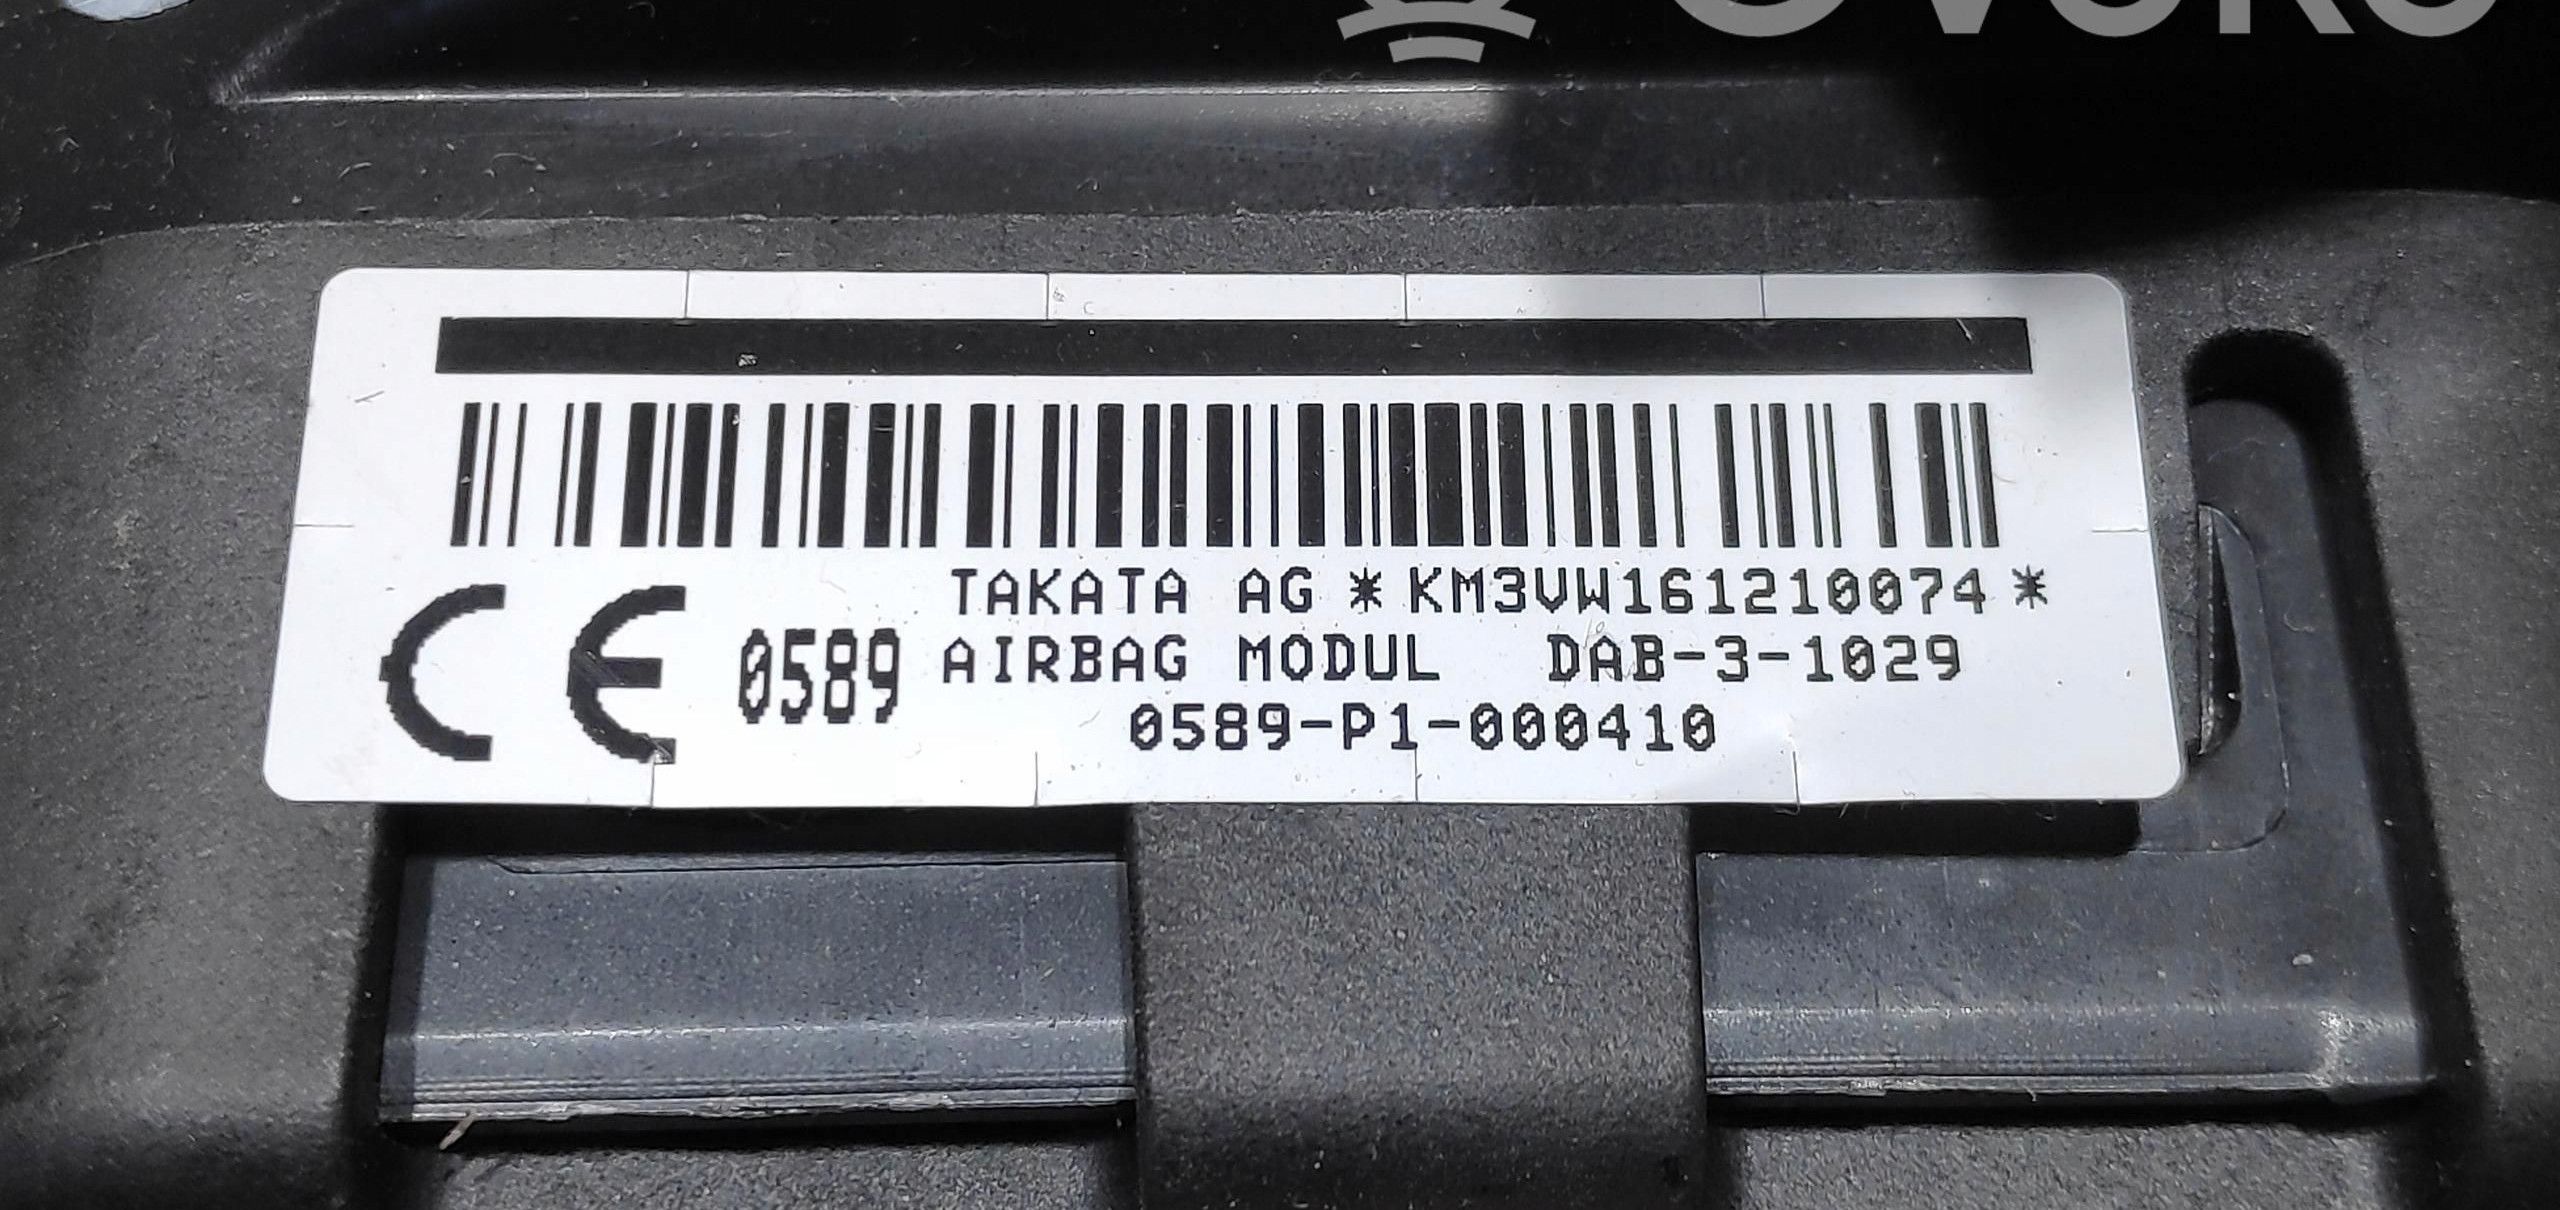 TAKATA AG *KM3VW161210074*
CE 0589 AIRBAG MODUL DAB-3-1029
0589-P1-000410